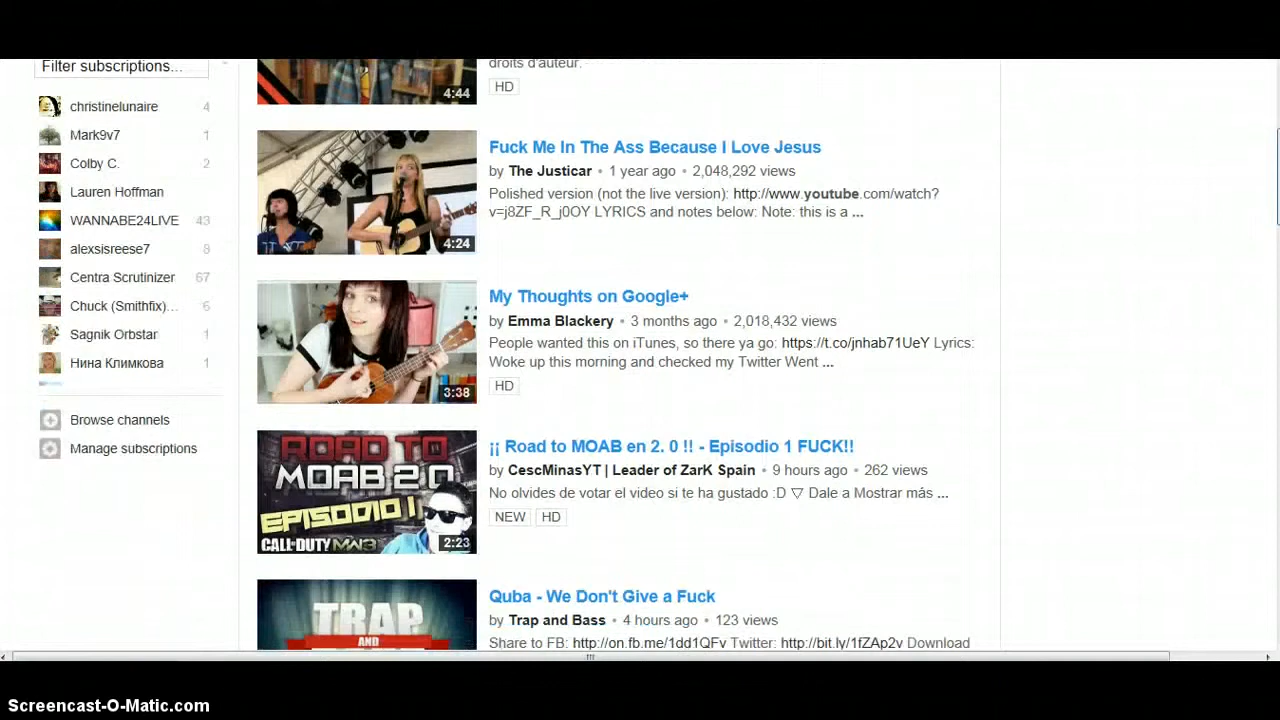 Filter subscriptions...
christinelunaire 4
Mark9v7 1
Colby C. 2
Lauren Hoffman
WANNABE24LIVE 43
alexsisreese7 8
Centra Scrutinizer 67
Chuck (Smithfix)... 6
Sagnik Orbstar 1
Нина Климкова 1
Browse channels
Manage subscriptions
droits d'auteur.
4:44
HD
Fuck Me In The Ass Because I Love Jesus
by The Justicar • 1 year ago • 2,048,292 views
Polished version (not the live version): http://www.youtube.com/watch?
v=j8ZF_R_j0OY LYRICS and notes below: Note: this is a ...
4:24
My Thoughts on Google+
by Emma Blackery • 3 months ago • 2,018,432 views
People wanted this on iTunes, so there ya go: https://t.co/jnhab71UeY Lyrics:
Woke up this morning and checked my Twitter Went ...
3:38
HD
ROAD TO
MOAB 2.0
EPISODIO 1
CALL OF DUTY MW3
2:23
¡¡ Road to MOAB en 2. 0 !! - Episodio 1 FUCK!!
by CescMinasYT | Leader of ZarK Spain • 9 hours ago • 262 views
No olvides de votar el video si te ha gustado :D ▽ Dale a Mostrar más ...
NEW HD
TRAP
AND
Quba - We Don't Give a Fuck
by Trap and Bass • 4 hours ago • 123 views
Share to FB: http://on.fb.me/1dd1QFv Twitter: http://bit.ly/1fZAp2v Download
Screencast-O-Matic.com